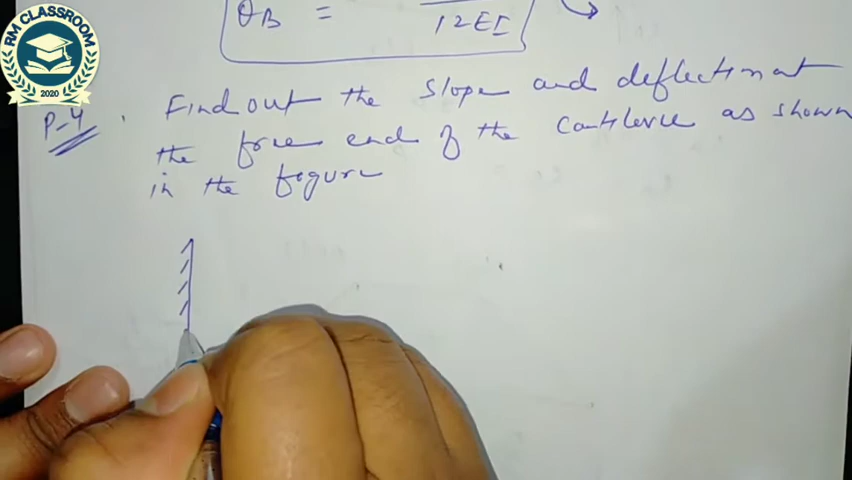 RM CLASSROOM
2020
θB =
12EI
P-4. Find out the slope and deflection at
the free end of the cantilever as shown
in the fogure